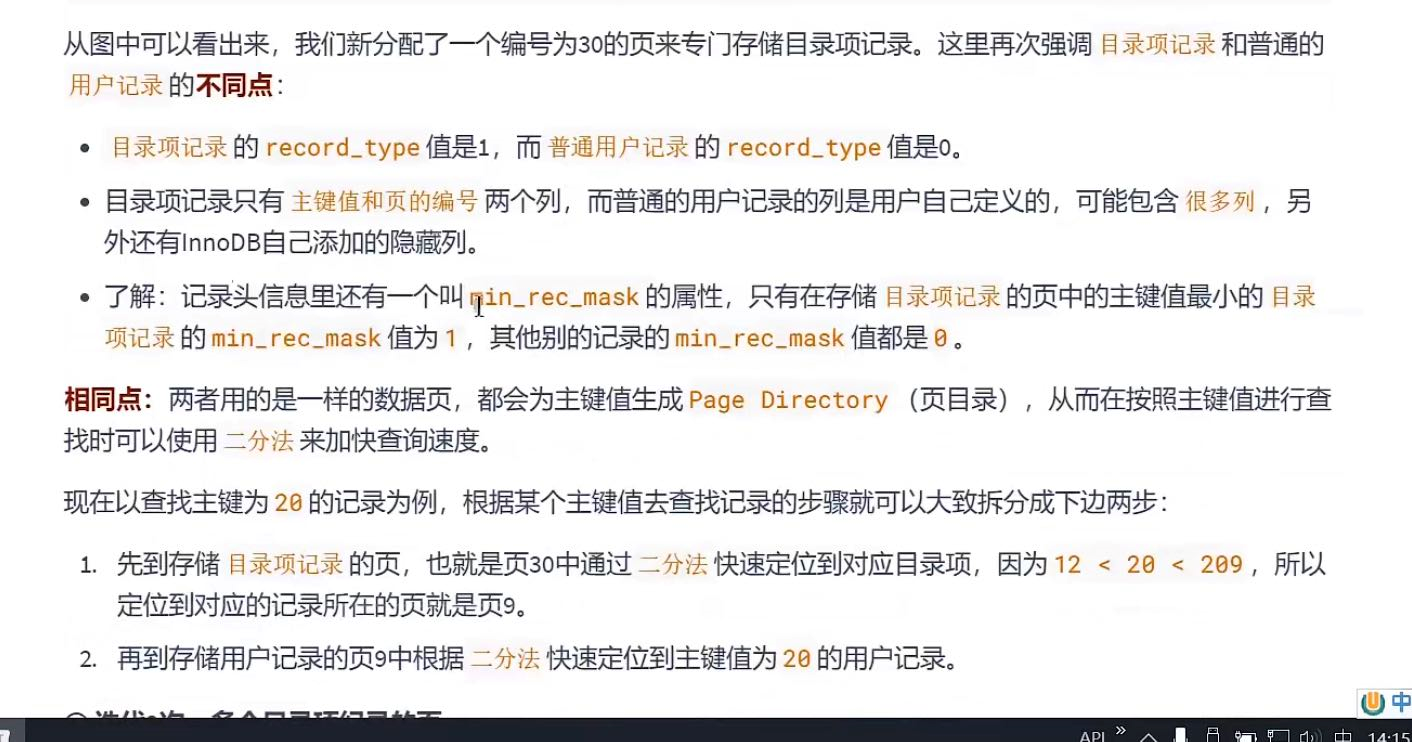 从图中可以看出来，我们新分配了一个编号为30的页来专门存储目录项记录。这里再次强调 目录项记录 和普通的
用户记录 的不同点：
• 目录项记录 的 record_type 值是1，而 普通用户记录 的 record_type 值是0。
• 目录项记录只有 主键值和页的编号 两个列，而普通的用户记录的列是用户自己定义的，可能包含 很多列 ，另
外还有InnoDB自己添加的隐藏列。
• 了解：记录头信息里还有一个叫 min_rec_mask 的属性，只有在存储 目录项记录 的页中的主键值最小的 目录
项记录 的 min_rec_mask 值为 1 ，其他别的记录的 min_rec_mask 值都是 0 。
相同点：两者用的是一样的数据页，都会为主键值生成 Page Directory （页目录），从而在按照主键值进行查
找时可以使用 二分法 来加快查询速度。
现在以查找主键为 20 的记录为例，根据某个主键值去查找记录的步骤就可以大致拆分成下边两步：
1. 先到存储 目录项记录 的页，也就是页30中通过 二分法 快速定位到对应目录项，因为 12 < 20 < 209 ，所以
定位到对应的记录所在的页就是页9。
2. 再到存储用户记录的页9中根据 二分法 快速定位到主键值为 20 的用户记录。
中
API
中
14:15